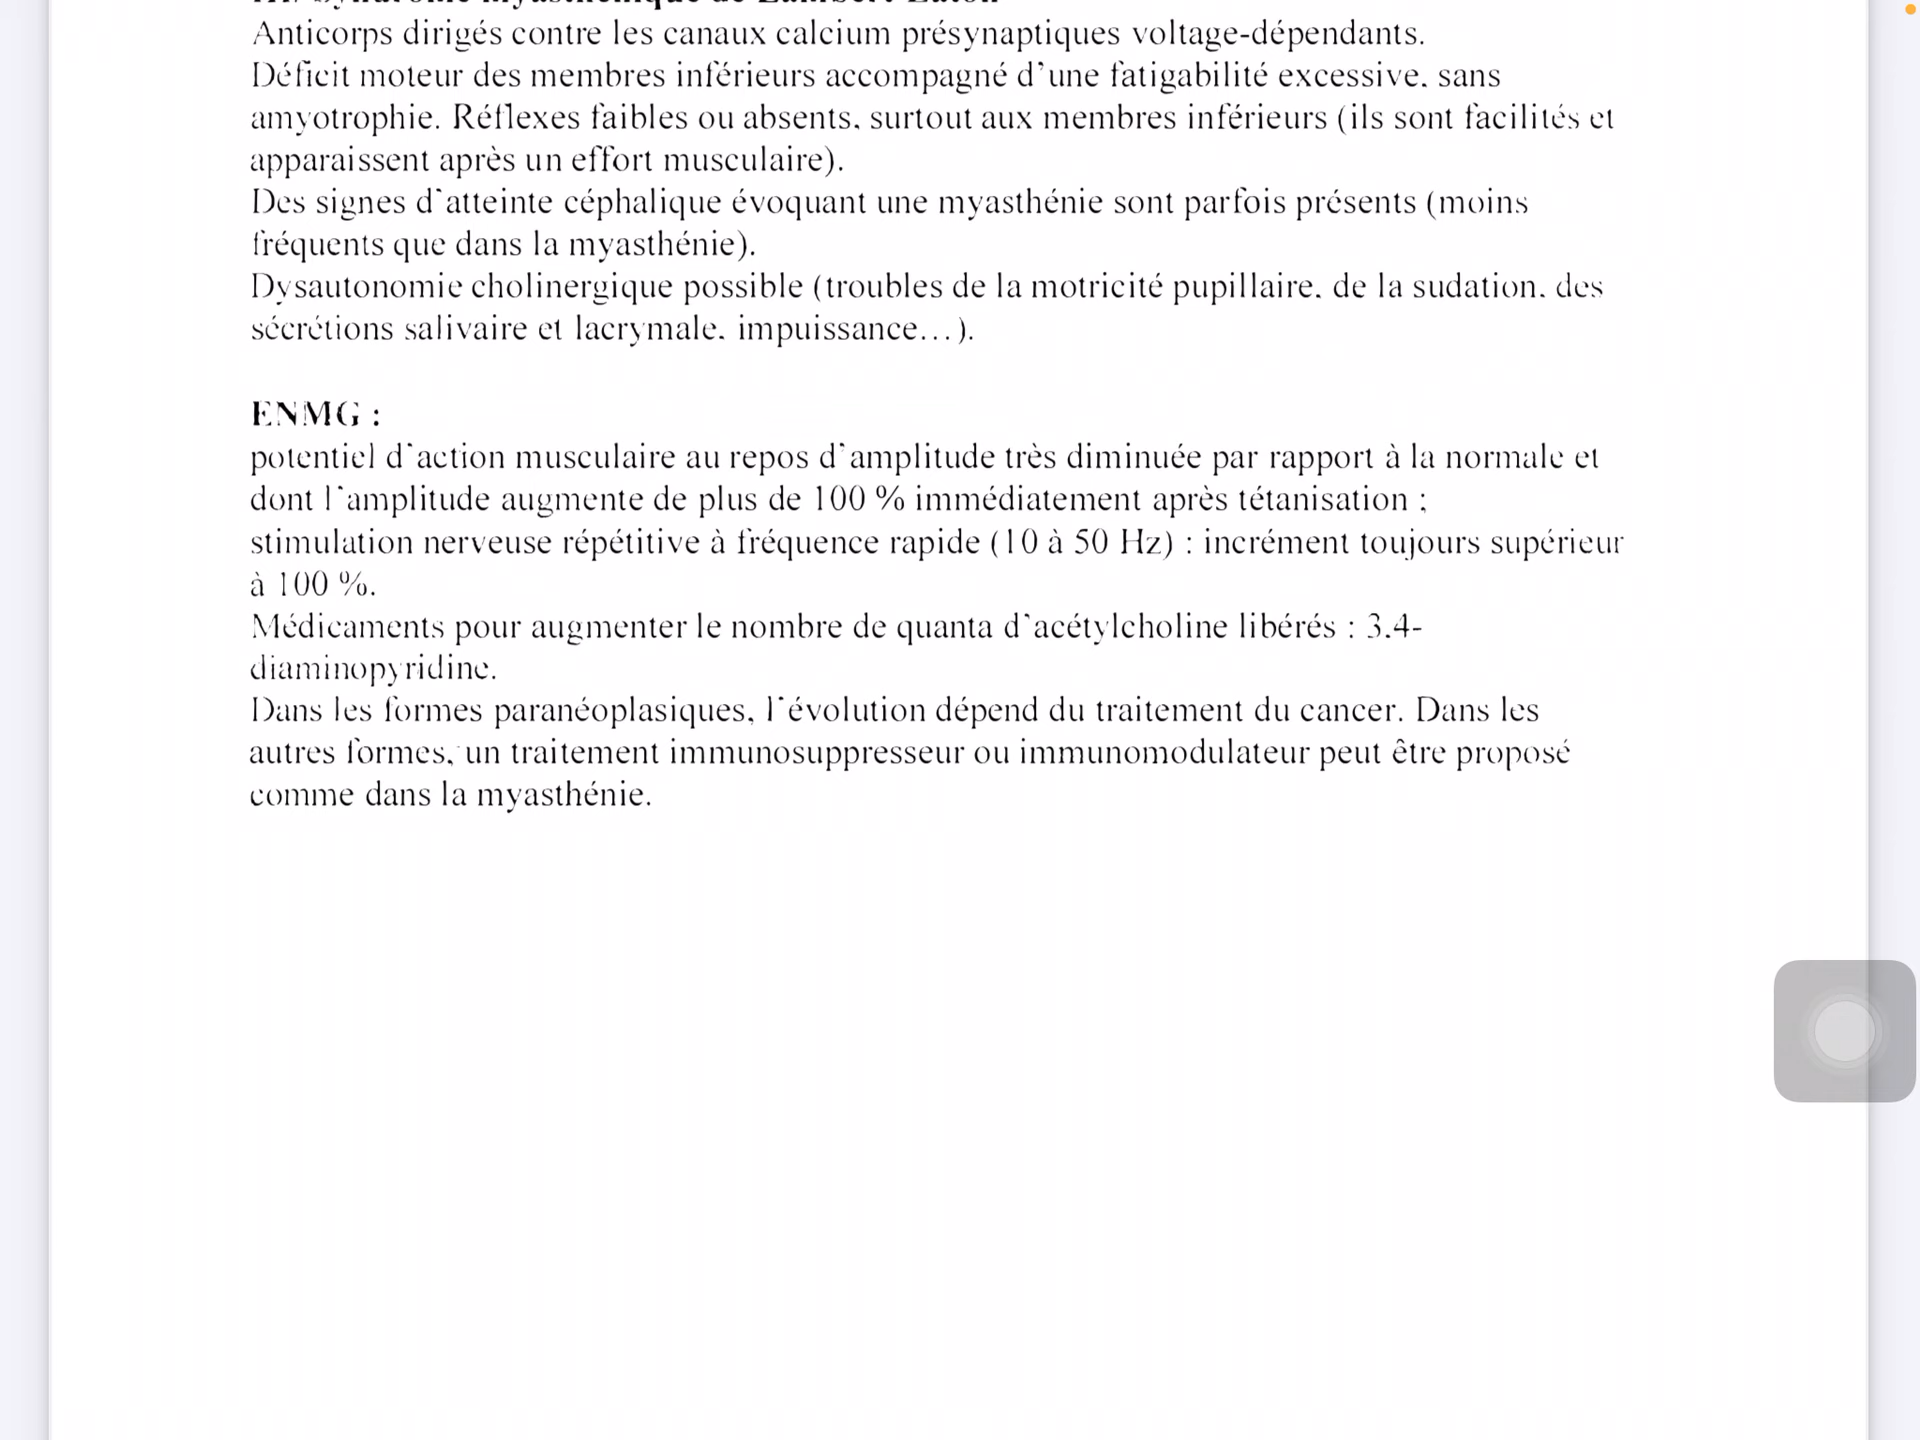 III. Syndrome myasthénique de Lambert-Eaton
Anticorps dirigés contre les canaux calcium présynaptiques voltage-dépendants.
Déficit moteur des membres inférieurs accompagné d'une fatigabilité excessive, sans
amyotrophie. Réflexes faibles ou absents, surtout aux membres inférieurs (ils sont facilités et
apparaissent après un effort musculaire).
Des signes d'atteinte céphalique évoquant une myasthénie sont parfois présents (moins
fréquents que dans la myasthénie).
Dysautonomie cholinergique possible (troubles de la motricité pupillaire, de la sudation, des
sécrétions salivaire et lacrymale, impuissance...).
ENMG :
potentiel d'action musculaire au repos d'amplitude très diminuée par rapport à la normale et
dont l'amplitude augmente de plus de 100 % immédiatement après tétanisation ;
stimulation nerveuse répétitive à fréquence rapide (10 à 50 Hz) : incrément toujours supérieur
à 100 %.
Médicaments pour augmenter le nombre de quanta d'acétylcholine libérés : 3,4-
diaminopyridine.
Dans les formes paranéoplasiques, l'évolution dépend du traitement du cancer. Dans les
autres formes, un traitement immunosuppresseur ou immunomodulateur peut être proposé
comme dans la myasthénie.